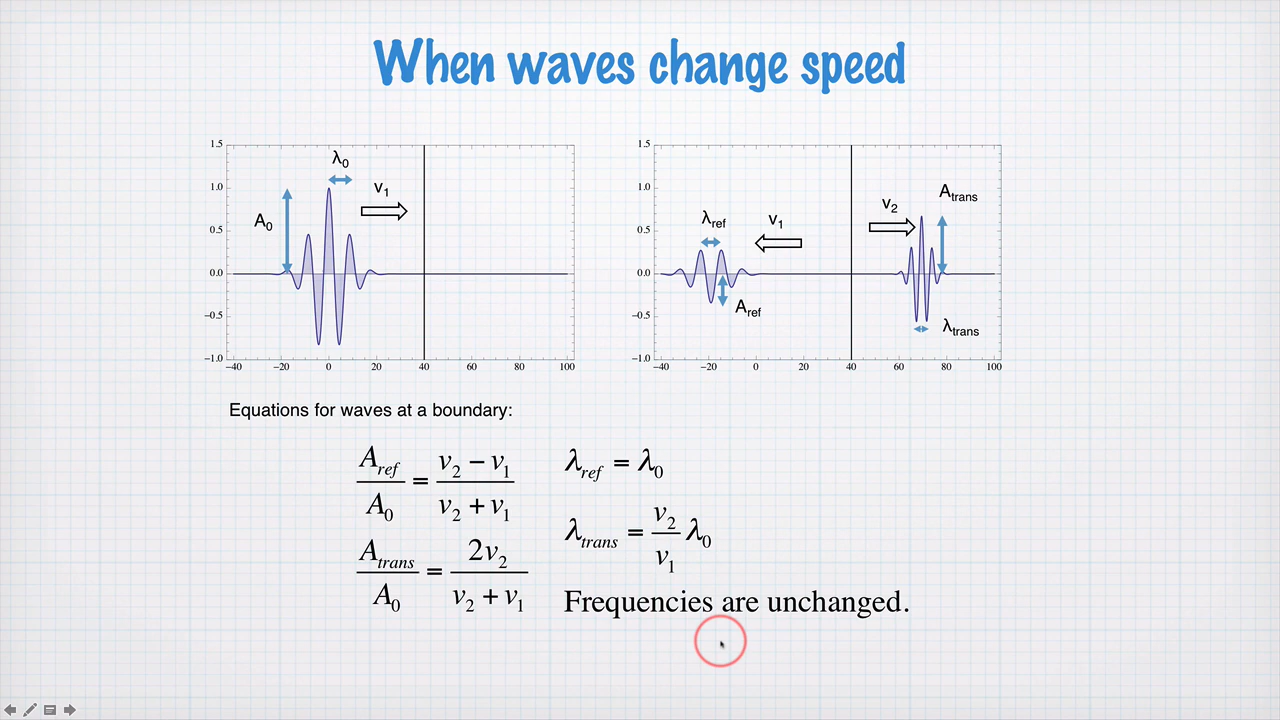 When waves change speed
1.5
1.0
0.5
0.0
−0.5
−1.0
−40 −20 0 20 40 60 80 100
A0
λ0
v1
1.5
1.0
0.5
0.0
−0.5
−1.0
−40 −20 0 20 40 60 80 100
λref
v1
Aref
v2
Atrans
λtrans
Equations for waves at a boundary:
Aref / A0 = (v2 − v1) / (v2 + v1)
Atrans / A0 = 2v2 / (v2 + v1)
λref = λ0
λtrans = v2 / v1 λ0
Frequencies are unchanged.